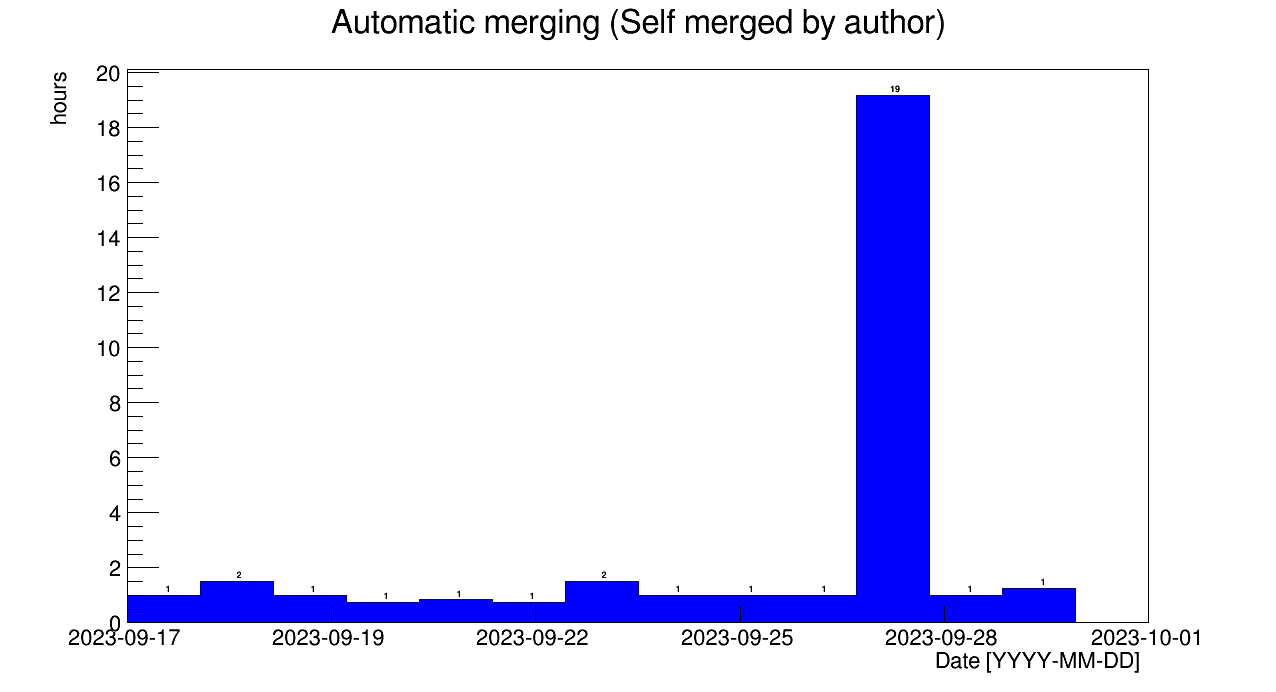 Automatic merging (Self merged by author)
hours
20
18
16
14
12
10
8
6
4
2
0
1 2 1 1 1 1 2 1 1 1 19 1 1
2023-09-17 2023-09-19 2023-09-22 2023-09-25 2023-09-28 2023-10-01
Date [YYYY-MM-DD]